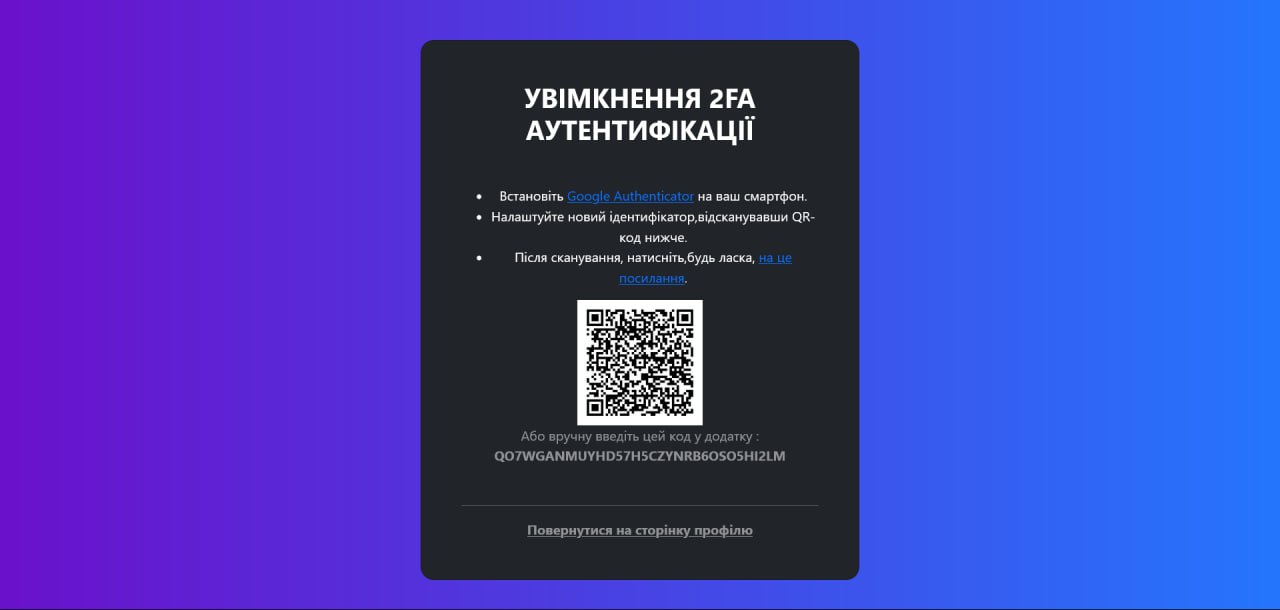 УВІМКНЕННЯ 2FA
АУТЕНТИФІКАЦІЇ
Встановіть Google Authenticator на ваш смартфон.
Налаштуйте новий ідентифікатор,відсканувавши QR-
код нижче.
Після сканування, натисніть,будь ласка, на це
посилання.
Або вручну введіть цей код у додатку :
QO7WGANMUYHD57H5CZYNRB6OSO5HI2LM
Повернутися на сторінку профілю